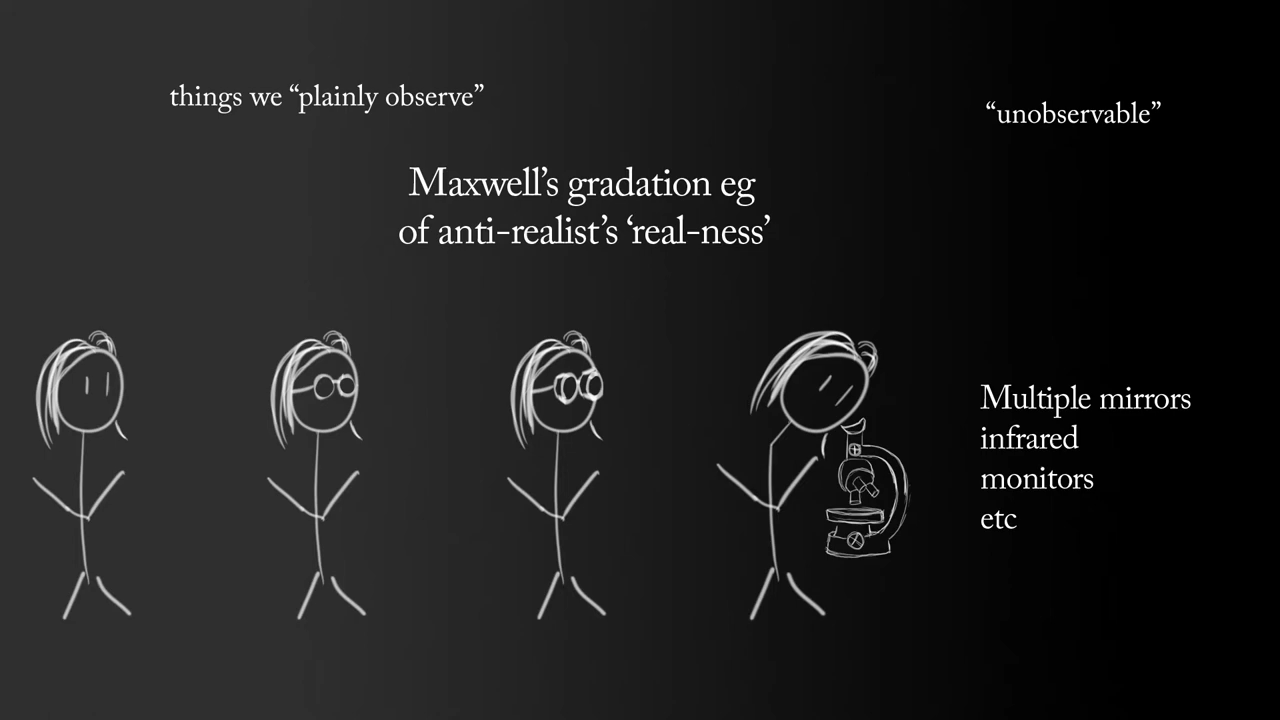 things we “plainly observe”
“unobservable”
Maxwell’s gradation eg
of anti-realist’s ‘real-ness’
Multiple mirrors
infrared
monitors
etc